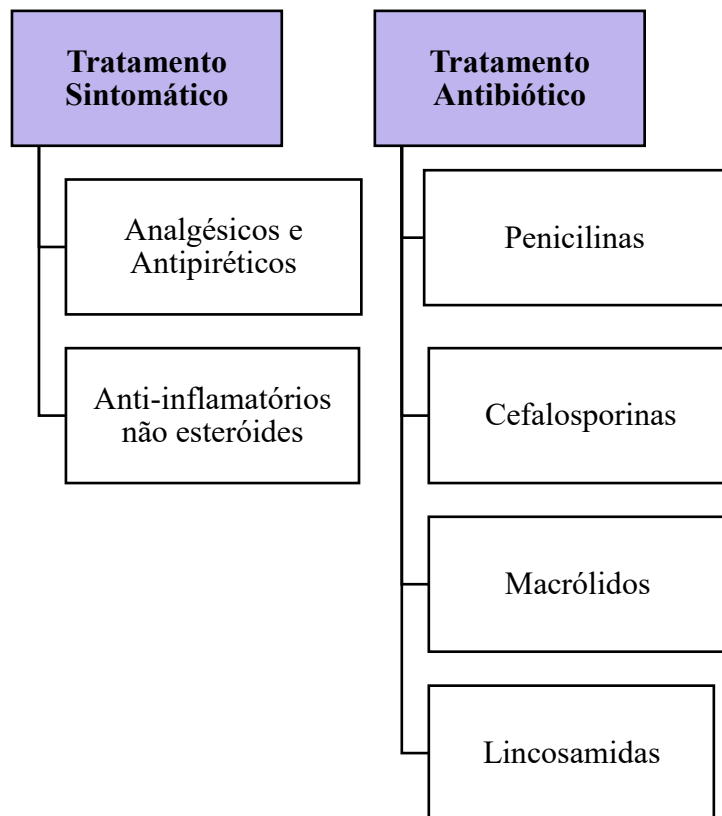 Tratamento
Sintomático
Analgésicos e
Antipiréticos
Anti-inflamatórios
não esteróides
Tratamento
Antibiótico
Penicilinas
Cefalosporinas
Macrólidos
Lincosamidas